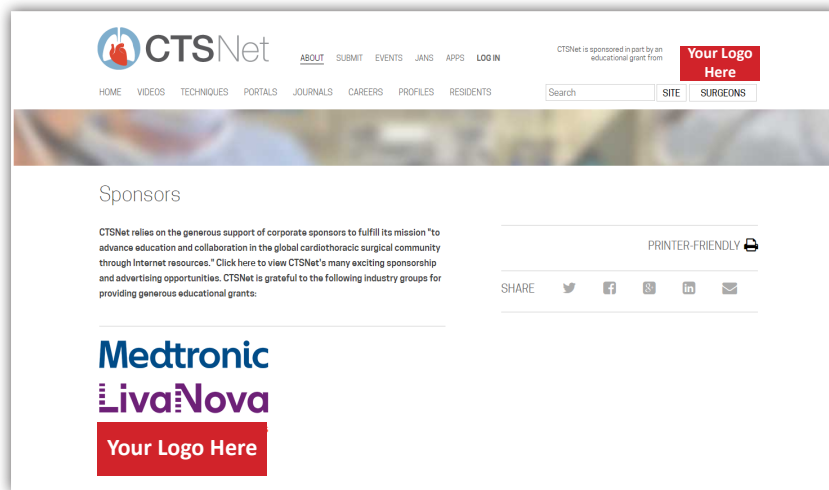 CTSNet
ABOUT SUBMIT EVENTS JANS APPS LOG IN
CTSNet is sponsored in part by an
educational grant from
Your Logo
Here
HOME VIDEOS TECHNIQUES PORTALS JOURNALS CAREERS PROFILES RESIDENTS
Search SITE SURGEONS
Sponsors
CTSNet relies on the generous support of corporate sponsors to fulfill its mission "to
advance education and collaboration in the global cardiothoracic surgical community
through Internet resources." Click here to view CTSNet's many exciting sponsorship
and advertising opportunities. CTSNet is grateful to the following industry groups for
providing generous educational grants:
PRINTER-FRIENDLY
SHARE
Medtronic
LivaNova
Your Logo Here